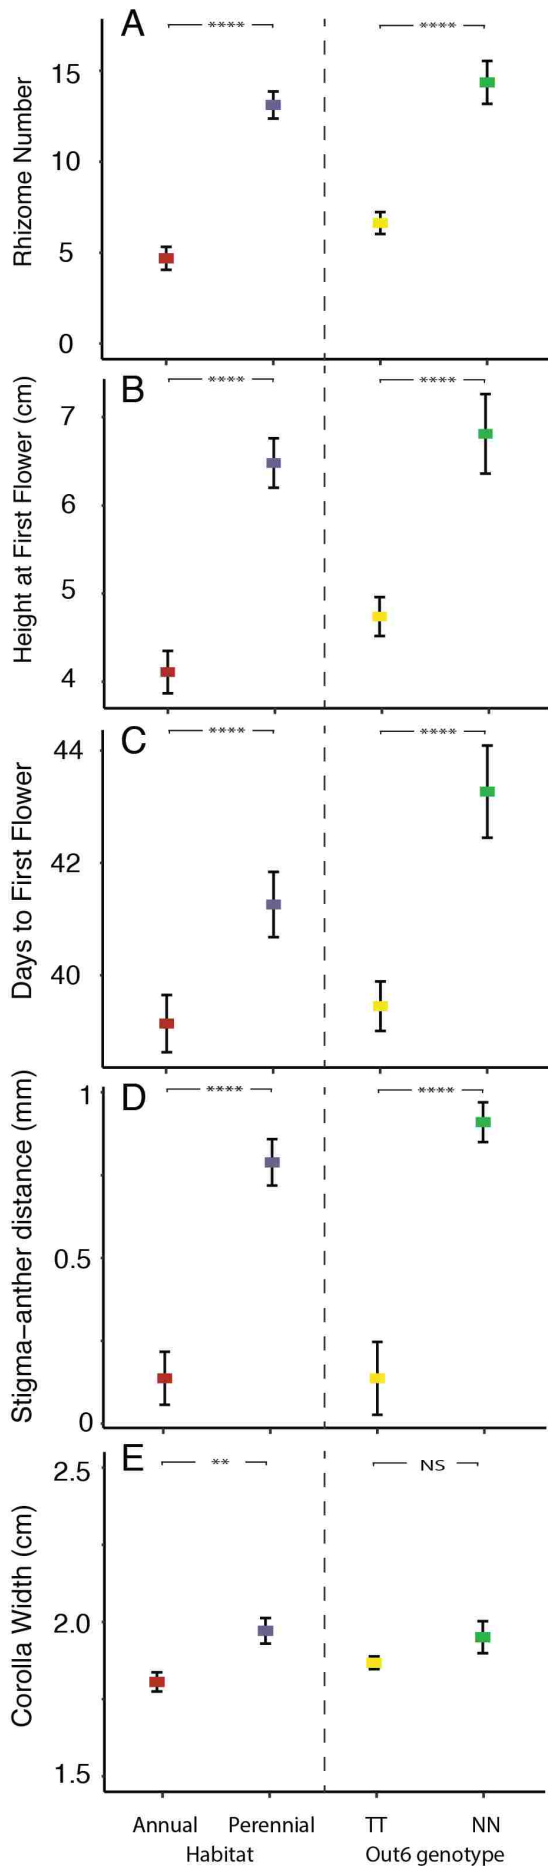 A
**** ****
Rhizome Number
15
10
5
0
B
**** ****
Height at First Flower (cm)
7
6
5
4
C
**** ****
Days to First Flower
44
42
40
D
**** ****
Stigma–anther distance (mm)
1
0.5
0
E
** NS
Corolla Width (cm)
2.5
2.0
1.5
Annual Perennial TT NN
Habitat Out6 genotype